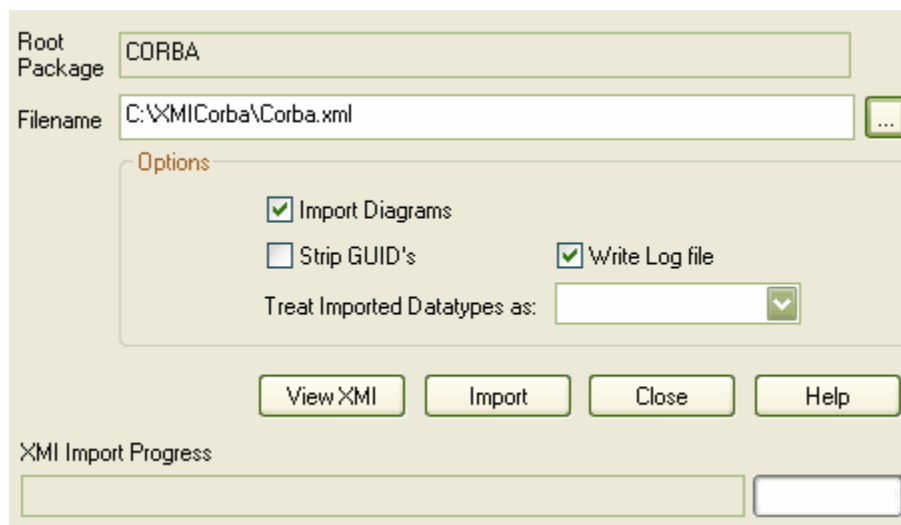 Root
Package
CORBA
Filename
C:\XMICorba\Corba.xml
...
Options
Import Diagrams
Strip GUID's
Write Log file
Treat Imported Datatypes as:
View XMI
Import
Close
Help
XMI Import Progress